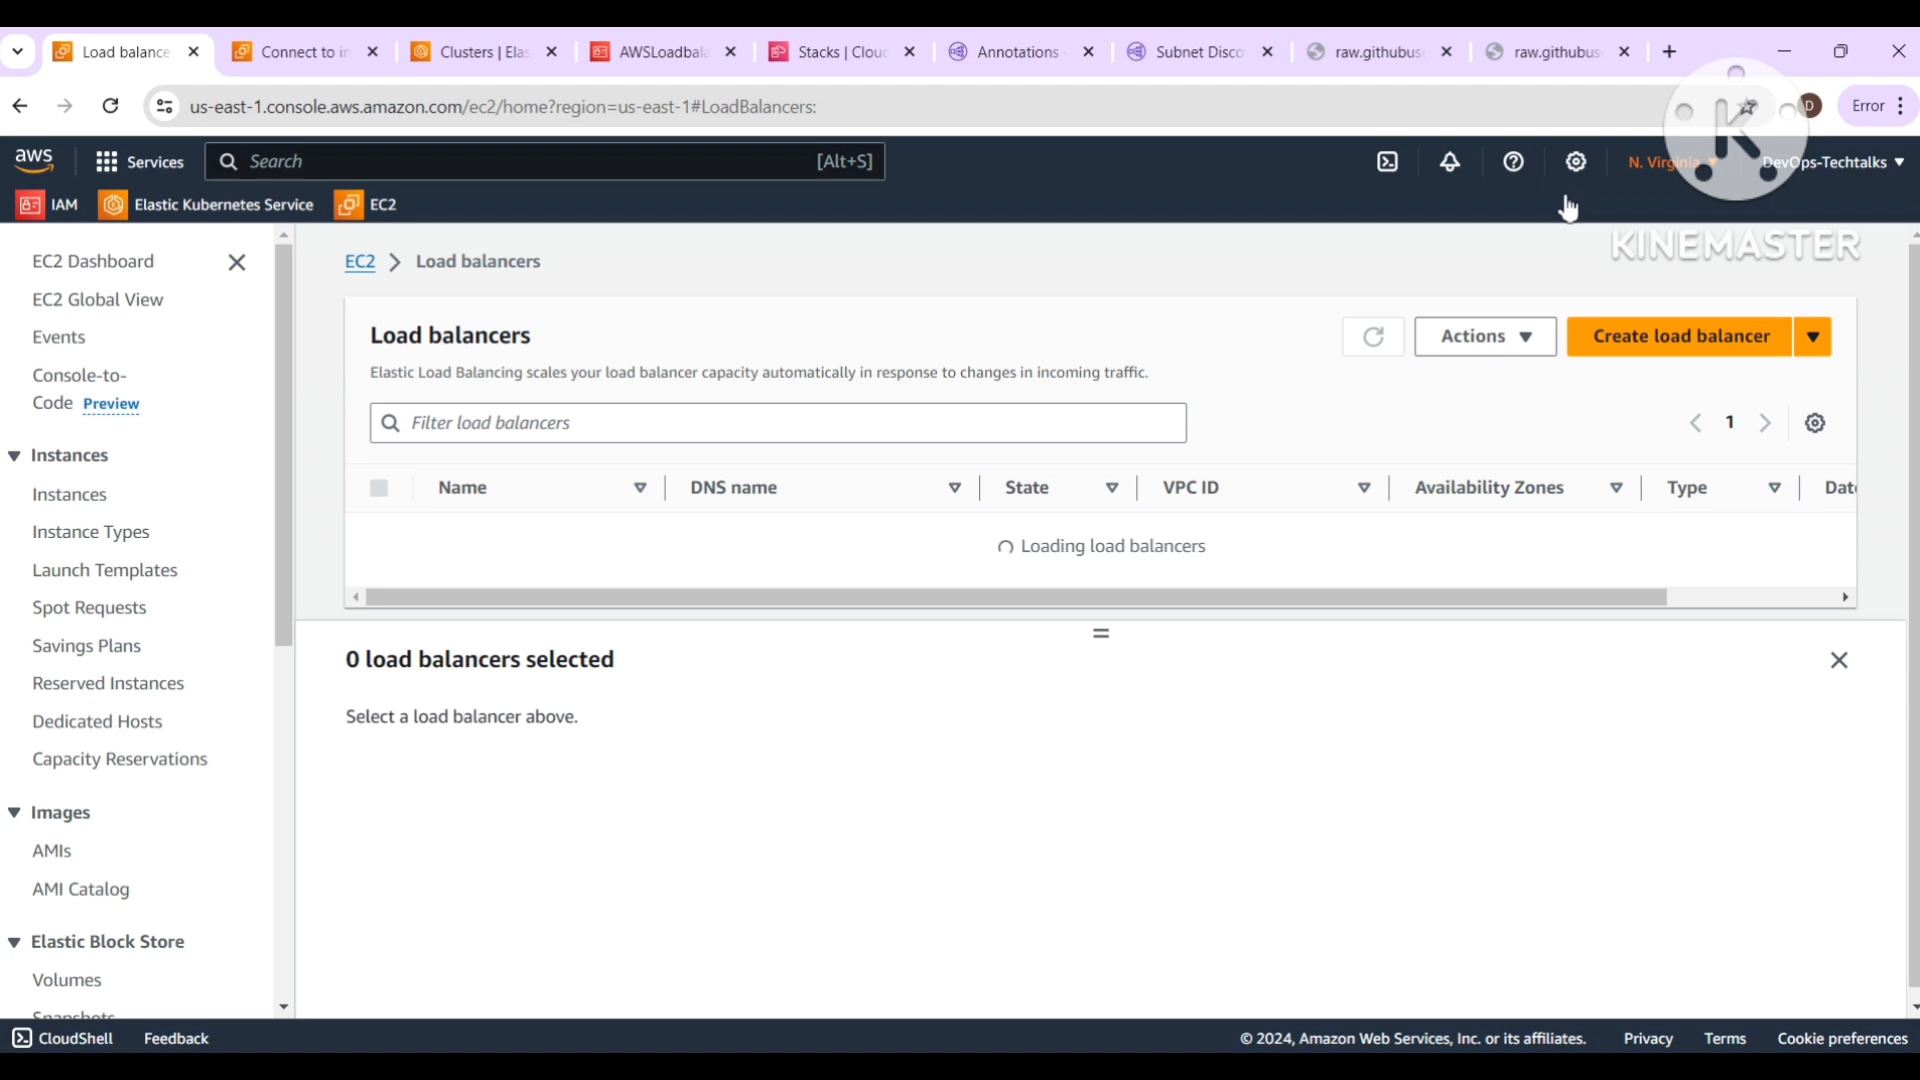 Load balance
Connect to in
Clusters | Elas
AWSLoadbala
Stacks | Clou
Annotations -
Subnet Disco
raw.githubus
raw.githubus
us-east-1.console.aws.amazon.com/ec2/home?region=us-east-1#LoadBalancers:
D
Error
aws
Services
Search
[Alt+S]
N. Virginia
DevOps-Techtalks
IAM
Elastic Kubernetes Service
EC2
K
KINEMASTER
EC2 Dashboard
EC2 Global View
Events
Console-to-
Code Preview
Instances
Instances
Instance Types
Launch Templates
Spot Requests
Savings Plans
Reserved Instances
Dedicated Hosts
Capacity Reservations
Images
AMIs
AMI Catalog
Elastic Block Store
Volumes
Snapshots
EC2 > Load balancers
Load balancers
Actions
Create load balancer
Elastic Load Balancing scales your load balancer capacity automatically in response to changes in incoming traffic.
Filter load balancers
1
Name
DNS name
State
VPC ID
Availability Zones
Type
Date
Loading load balancers
0 load balancers selected
Select a load balancer above.
CloudShell
Feedback
© 2024, Amazon Web Services, Inc. or its affiliates.
Privacy
Terms
Cookie preferences